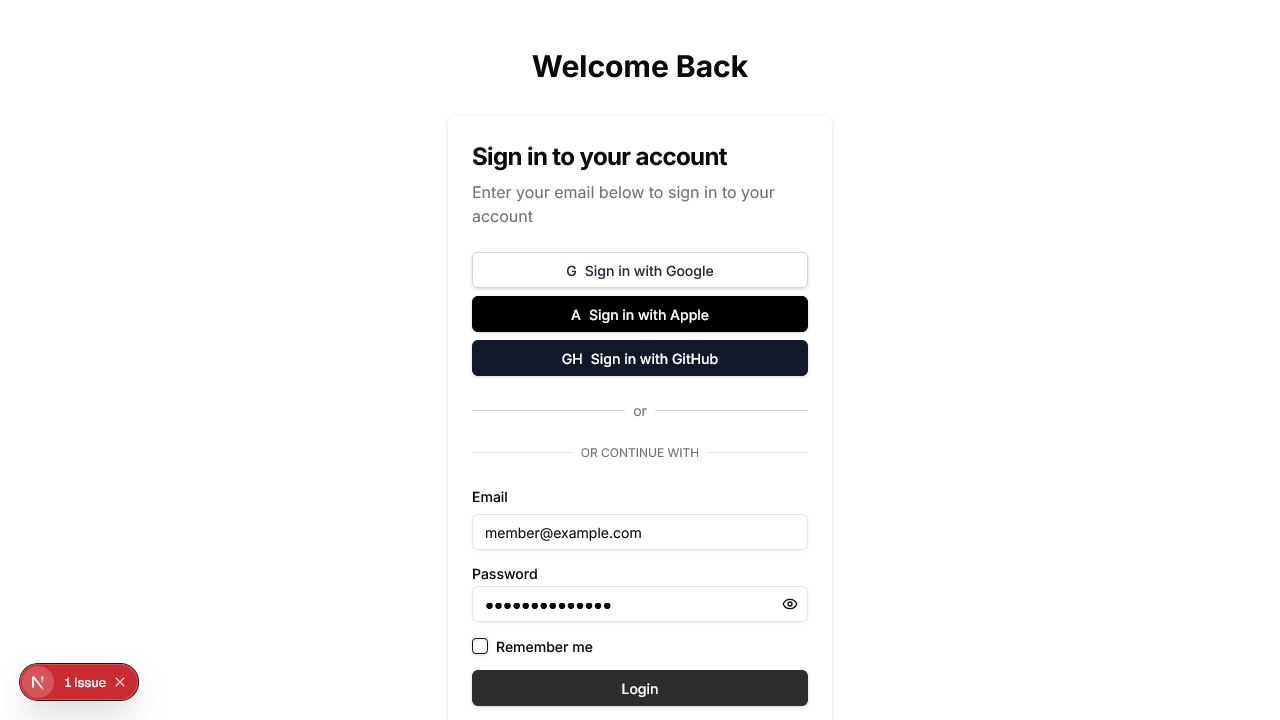 Welcome Back
Sign in to your account
Enter your email below to sign in to your
account
G Sign in with Google
A Sign in with Apple
GH Sign in with GitHub
or
OR CONTINUE WITH
Email
member@example.com
Password
••••••••••••••
Remember me
Login
N 1 Issue